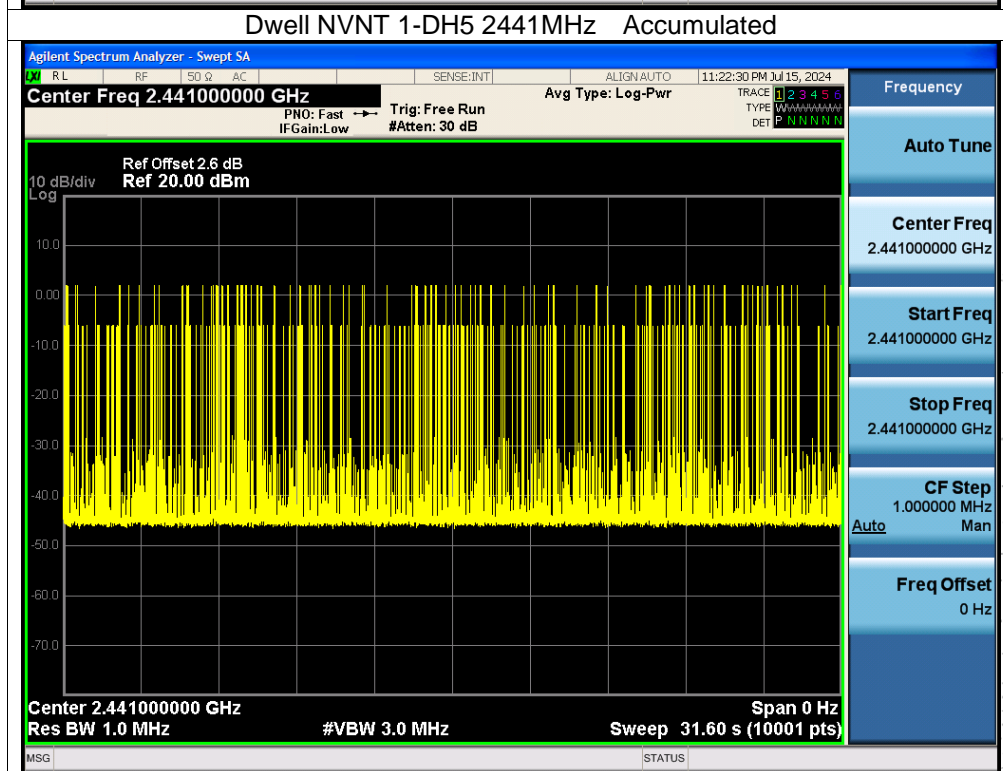 Dwell NVNT 1-DH5 2441MHz Accumulated
Agilent Spectrum Analyzer - Swept SA
LXI RL RF 50 Ω AC SENSE:INT ALIGN AUTO 11:22:30 PM Jul 15, 2024
Center Freq 2.441000000 GHz
PNO: Fast
IFGain:Low
Trig: Free Run
#Atten: 30 dB
Avg Type: Log-Pwr
TRACE 1 2 3 4 5 6
TYPE W
DET P N N N N N
Ref Offset 2.6 dB
10 dB/div Ref 20.00 dBm
Log
10.0
0.00
-10.0
-20.0
-30.0
-40.0
-50.0
-60.0
-70.0
Center 2.441000000 GHz Span 0 Hz
Res BW 1.0 MHz #VBW 3.0 MHz Sweep 31.60 s (10001 pts)
MSG STATUS
Frequency
Auto Tune
Center Freq
2.441000000 GHz
Start Freq
2.441000000 GHz
Stop Freq
2.441000000 GHz
CF Step
1.000000 MHz
Auto Man
Freq Offset
0 Hz